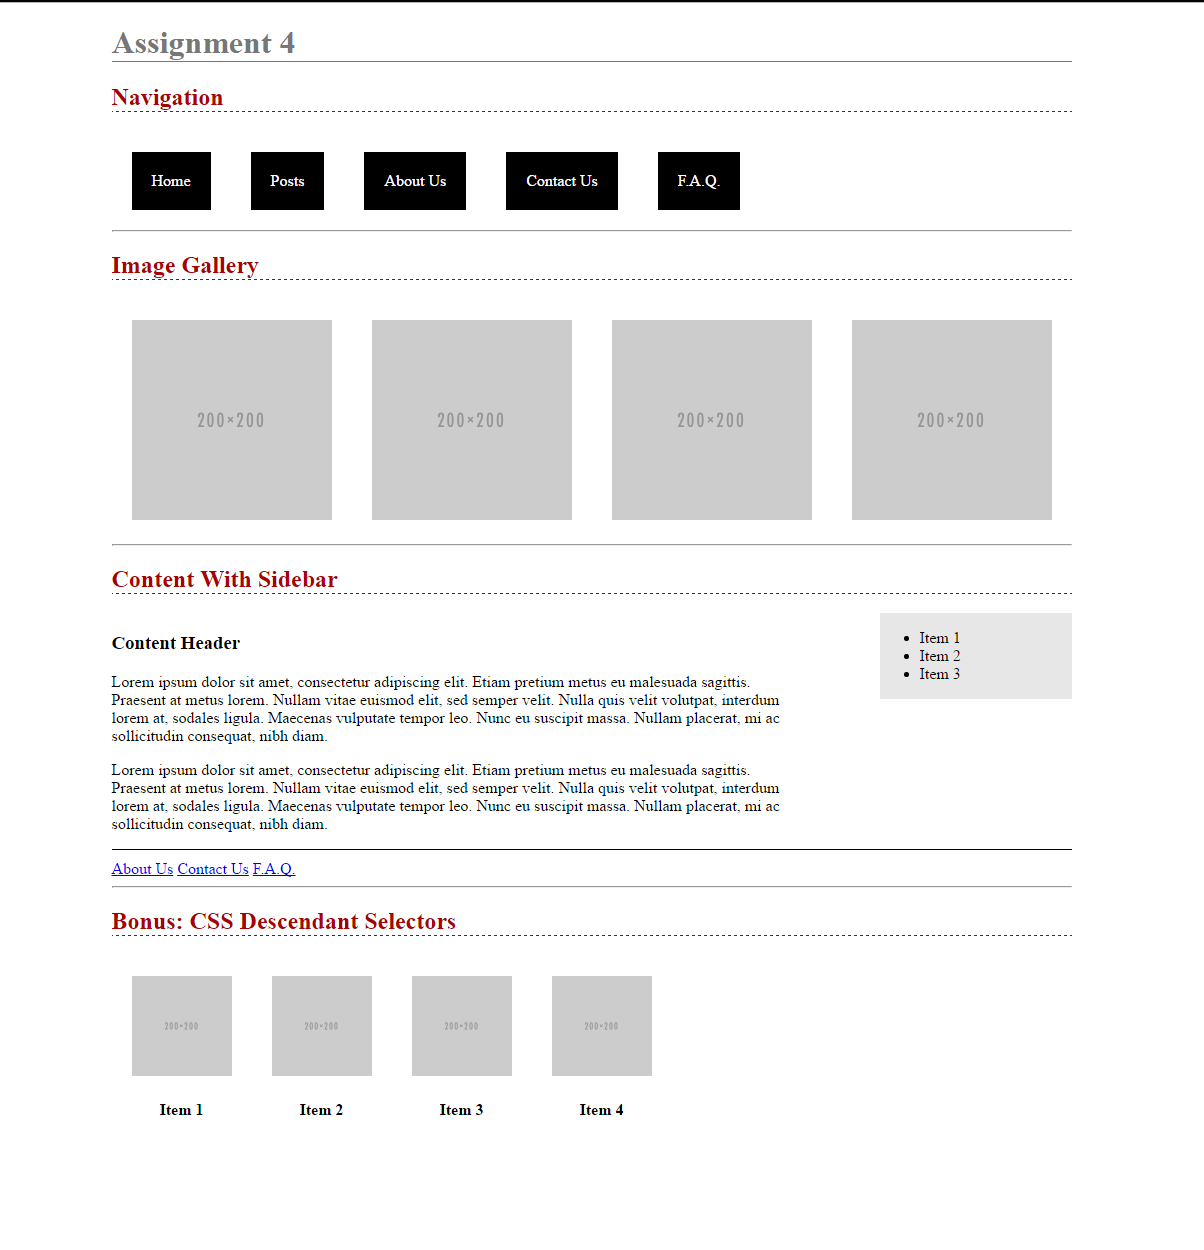 Assignment 4
Navigation
Home Posts About Us Contact Us F.A.Q.
Image Gallery
200×200 200×200 200×200 200×200
Content With Sidebar
Content Header
Lorem ipsum dolor sit amet, consectetur adipiscing elit. Etiam pretium metus eu malesuada sagittis.
Praesent at metus lorem. Nullam vitae euismod elit, sed semper velit. Nulla quis velit volutpat, interdum
lorem at, sodales ligula. Maecenas vulputate tempor leo. Nunc eu suscipit massa. Nullam placerat, mi ac
sollicitudin consequat, nibh diam.
Lorem ipsum dolor sit amet, consectetur adipiscing elit. Etiam pretium metus eu malesuada sagittis.
Praesent at metus lorem. Nullam vitae euismod elit, sed semper velit. Nulla quis velit volutpat, interdum
lorem at, sodales ligula. Maecenas vulputate tempor leo. Nunc eu suscipit massa. Nullam placerat, mi ac
sollicitudin consequat, nibh diam.
Item 1
Item 2
Item 3
About Us Contact Us F.A.Q.
Bonus: CSS Descendant Selectors
200×200 200×200 200×200 200×200
Item 1 Item 2 Item 3 Item 4